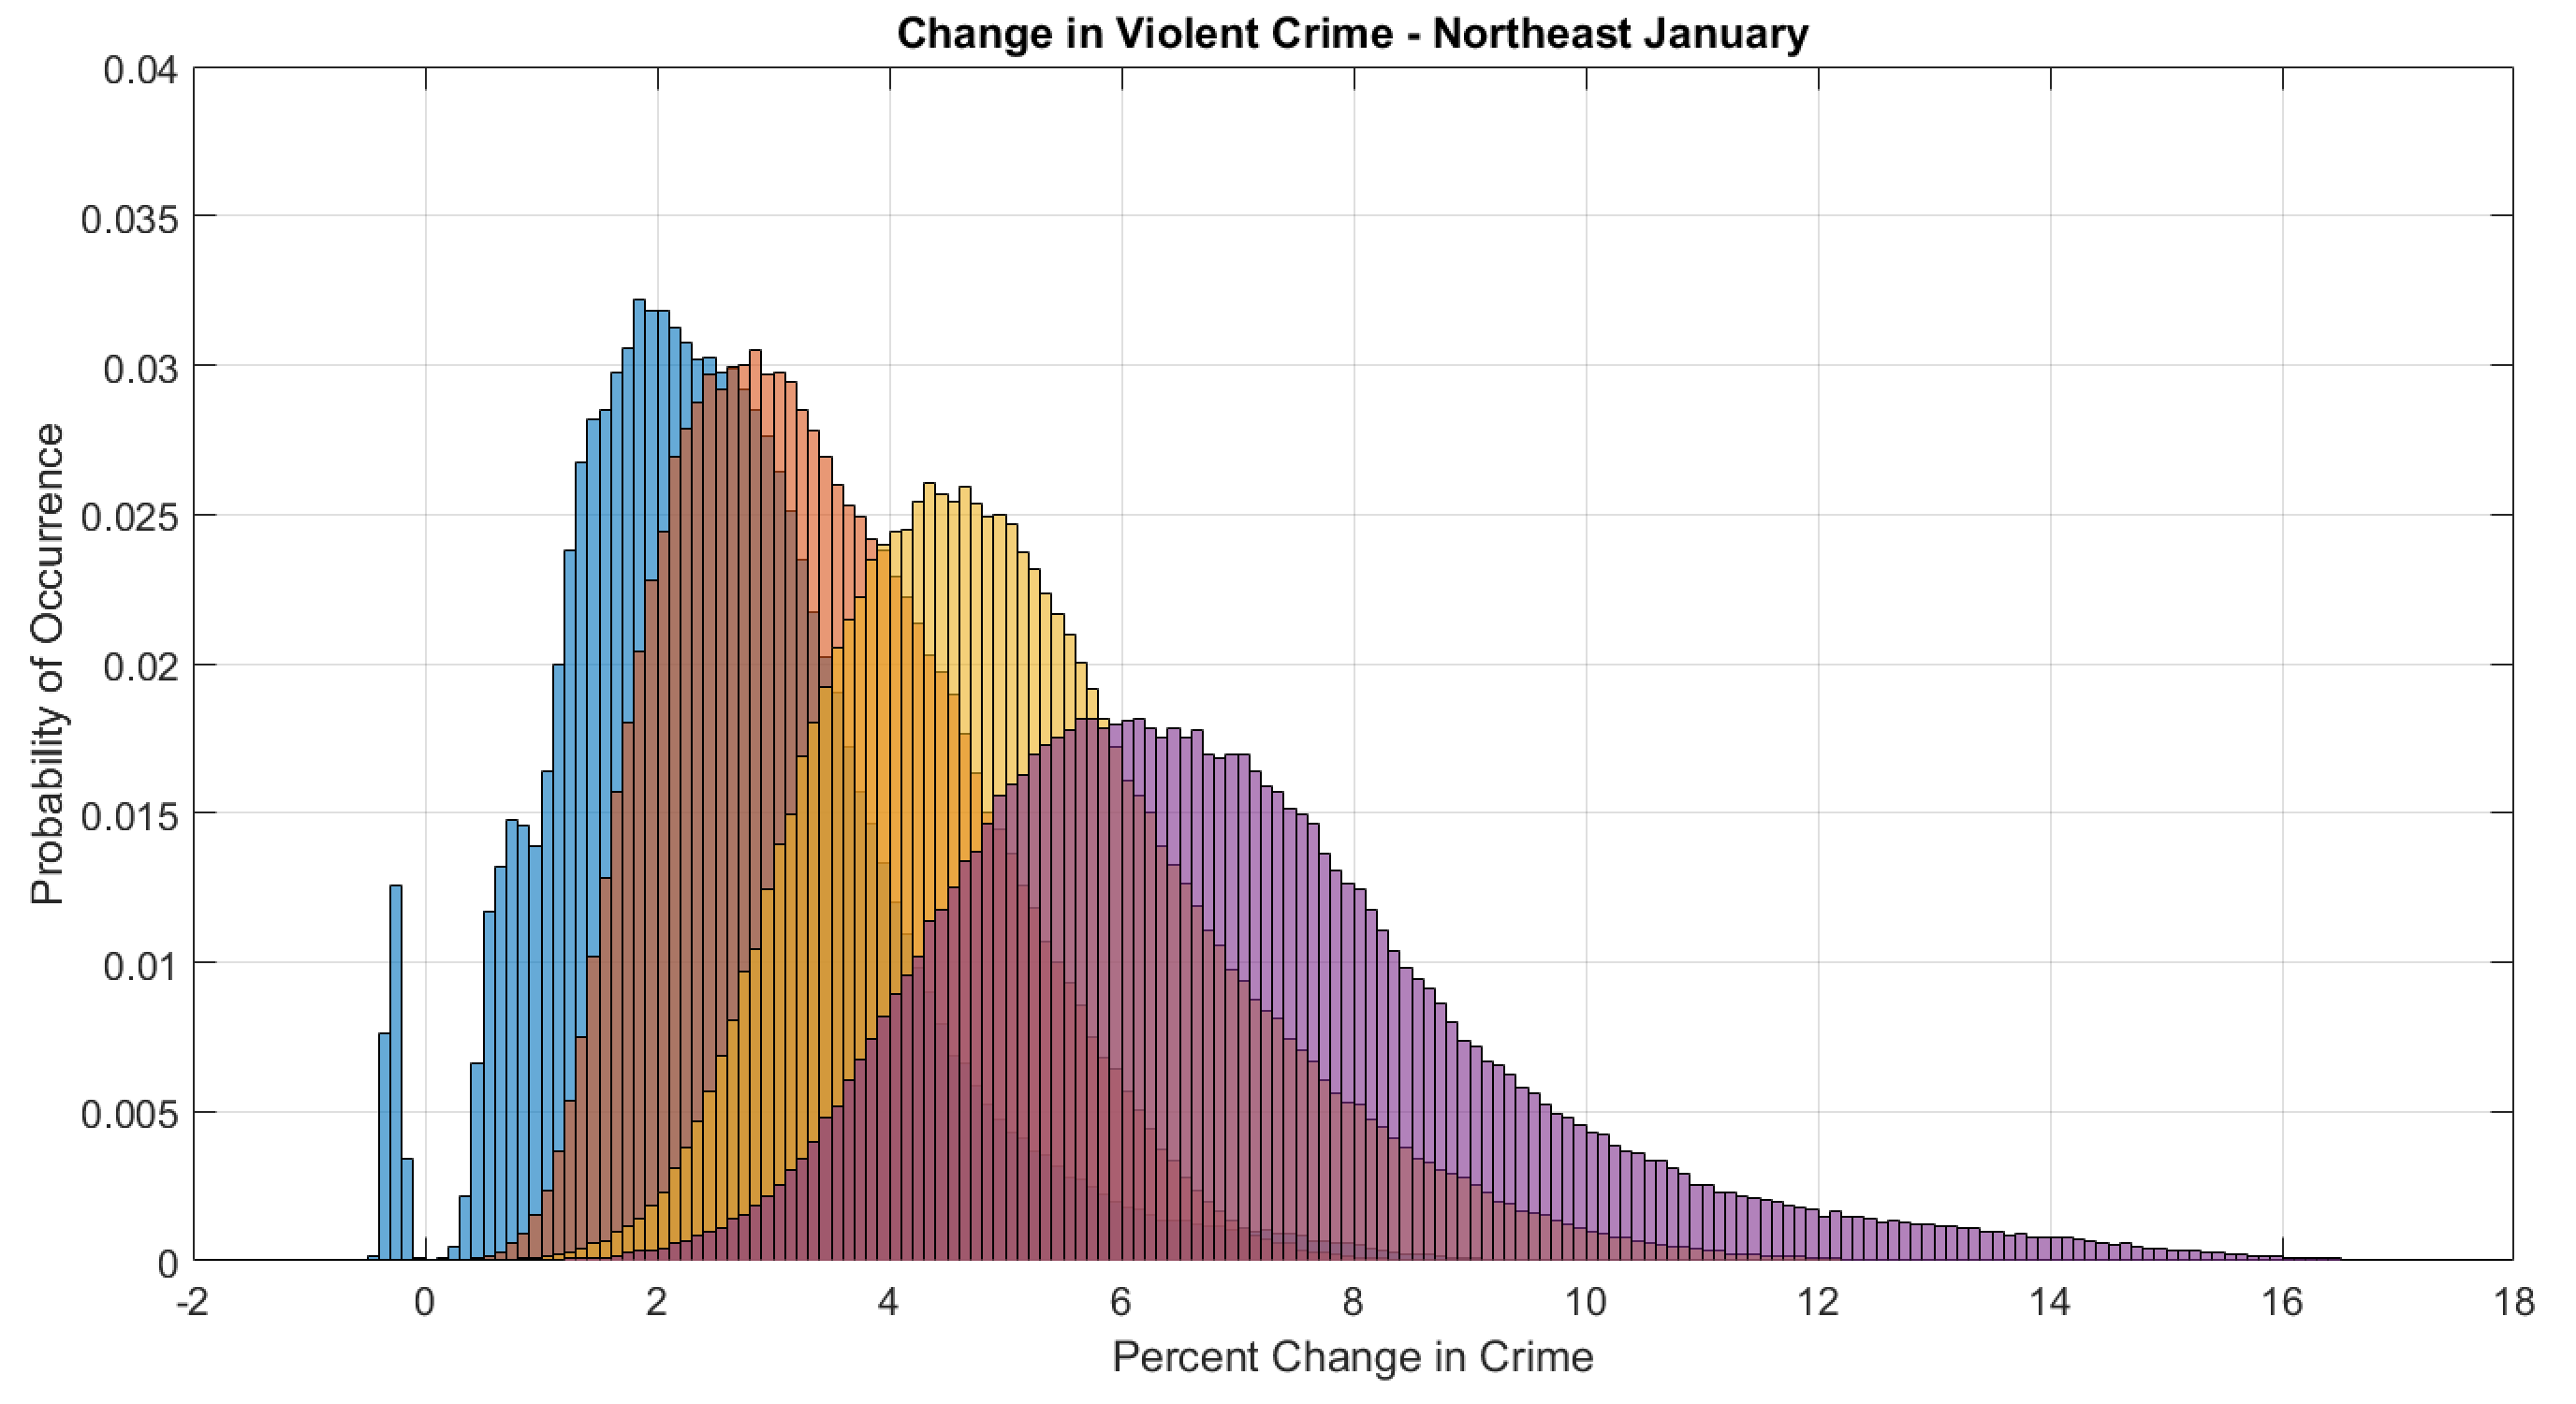 Change in Violent Crime - Northeast January
0.04
0.035
0.03
0.025
0.02
0.015
0.01
0.005
0
Probability of Occurrence
-2 0 2 4 6 8 10 12 14 16 18
Percent Change in Crime